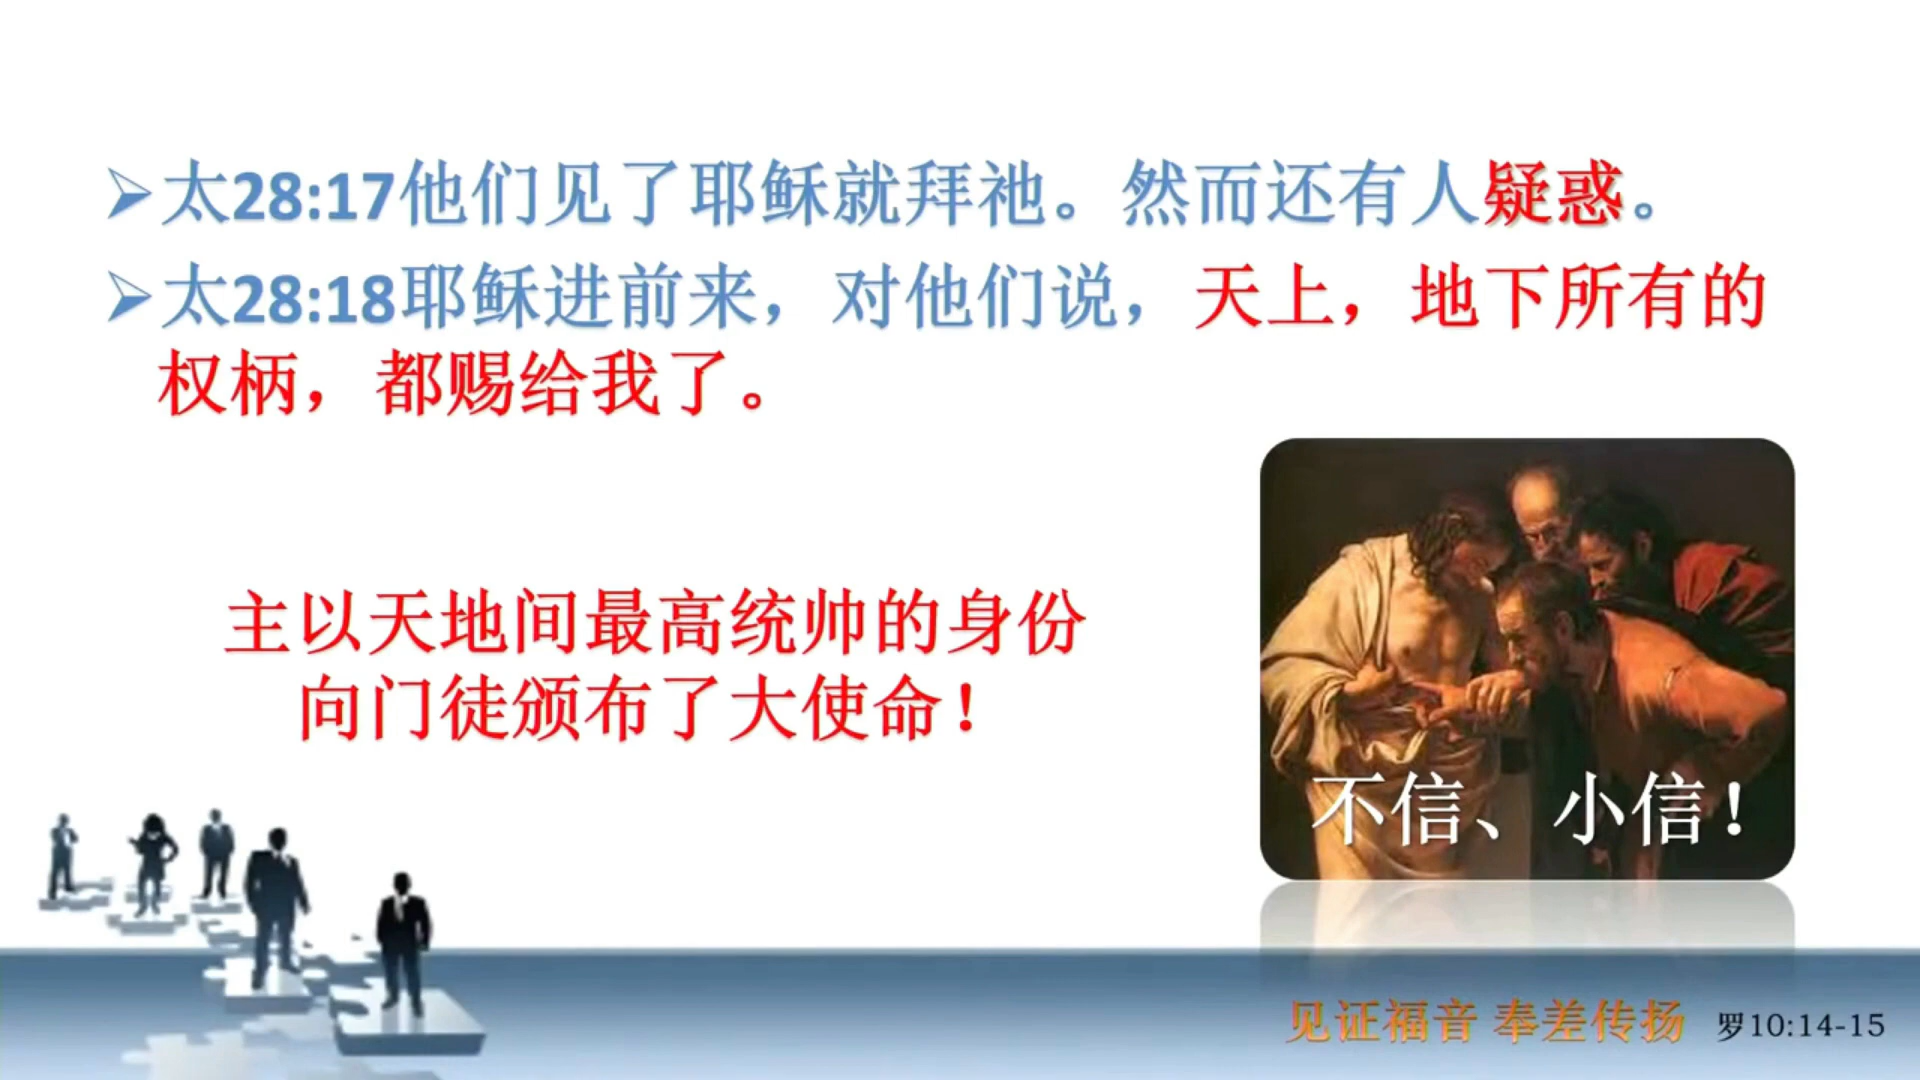 ➢太28:17他们见了耶稣就拜祂。然而还有人疑惑。
➢太28:18耶稣进前来，对他们说，天上，地下所有的
权柄，都赐给我了。
主以天地间最高统帅的身份
向门徒颁布了大使命！
不信、小信！
见证福音 奉差传扬 罗10:14-15